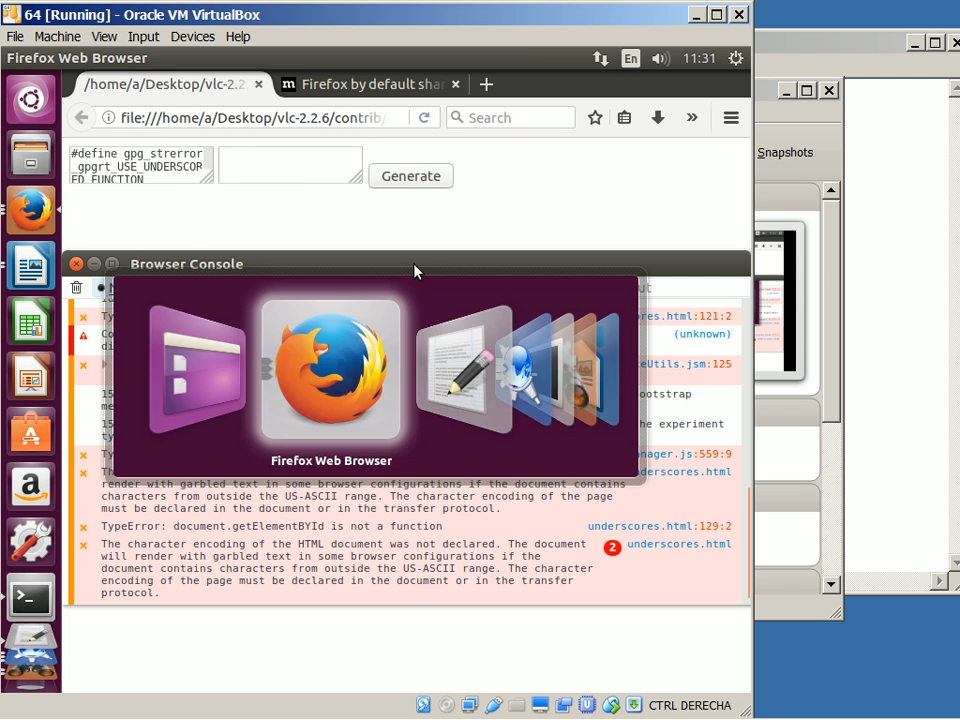 64 [Running] - Oracle VM VirtualBox
File Machine View Input Devices Help
Firefox Web Browser
En
11:31
/home/a/Desktop/vlc-2.2
m Firefox by default shar
file:///home/a/Desktop/vlc-2.2.6/contrib/
Search
#define gpg_strerror
_gpgrt_USE_UNDERSCOR
ED_FUNCTION
Generate
Snapshots
Browser Console
cores.html:121:2
(unknown)
eUtils.jsm:125
ootstrap
he experiment
nager.js:559:9
Firefox Web Browser
derscores.html
render with garbled text in some browser configurations if the document contains
characters from outside the US-ASCII range. The character encoding of the page
must be declared in the document or in the transfer protocol.
TypeError: document.getElementBYId is not a function
underscores.html:129:2
The character encoding of the HTML document was not declared. The document
2 underscores.html
will render with garbled text in some browser configurations if the
document contains characters from outside the US-ASCII range. The character
encoding of the page must be declared in the document or in the transfer
protocol.
CTRL DERECHA